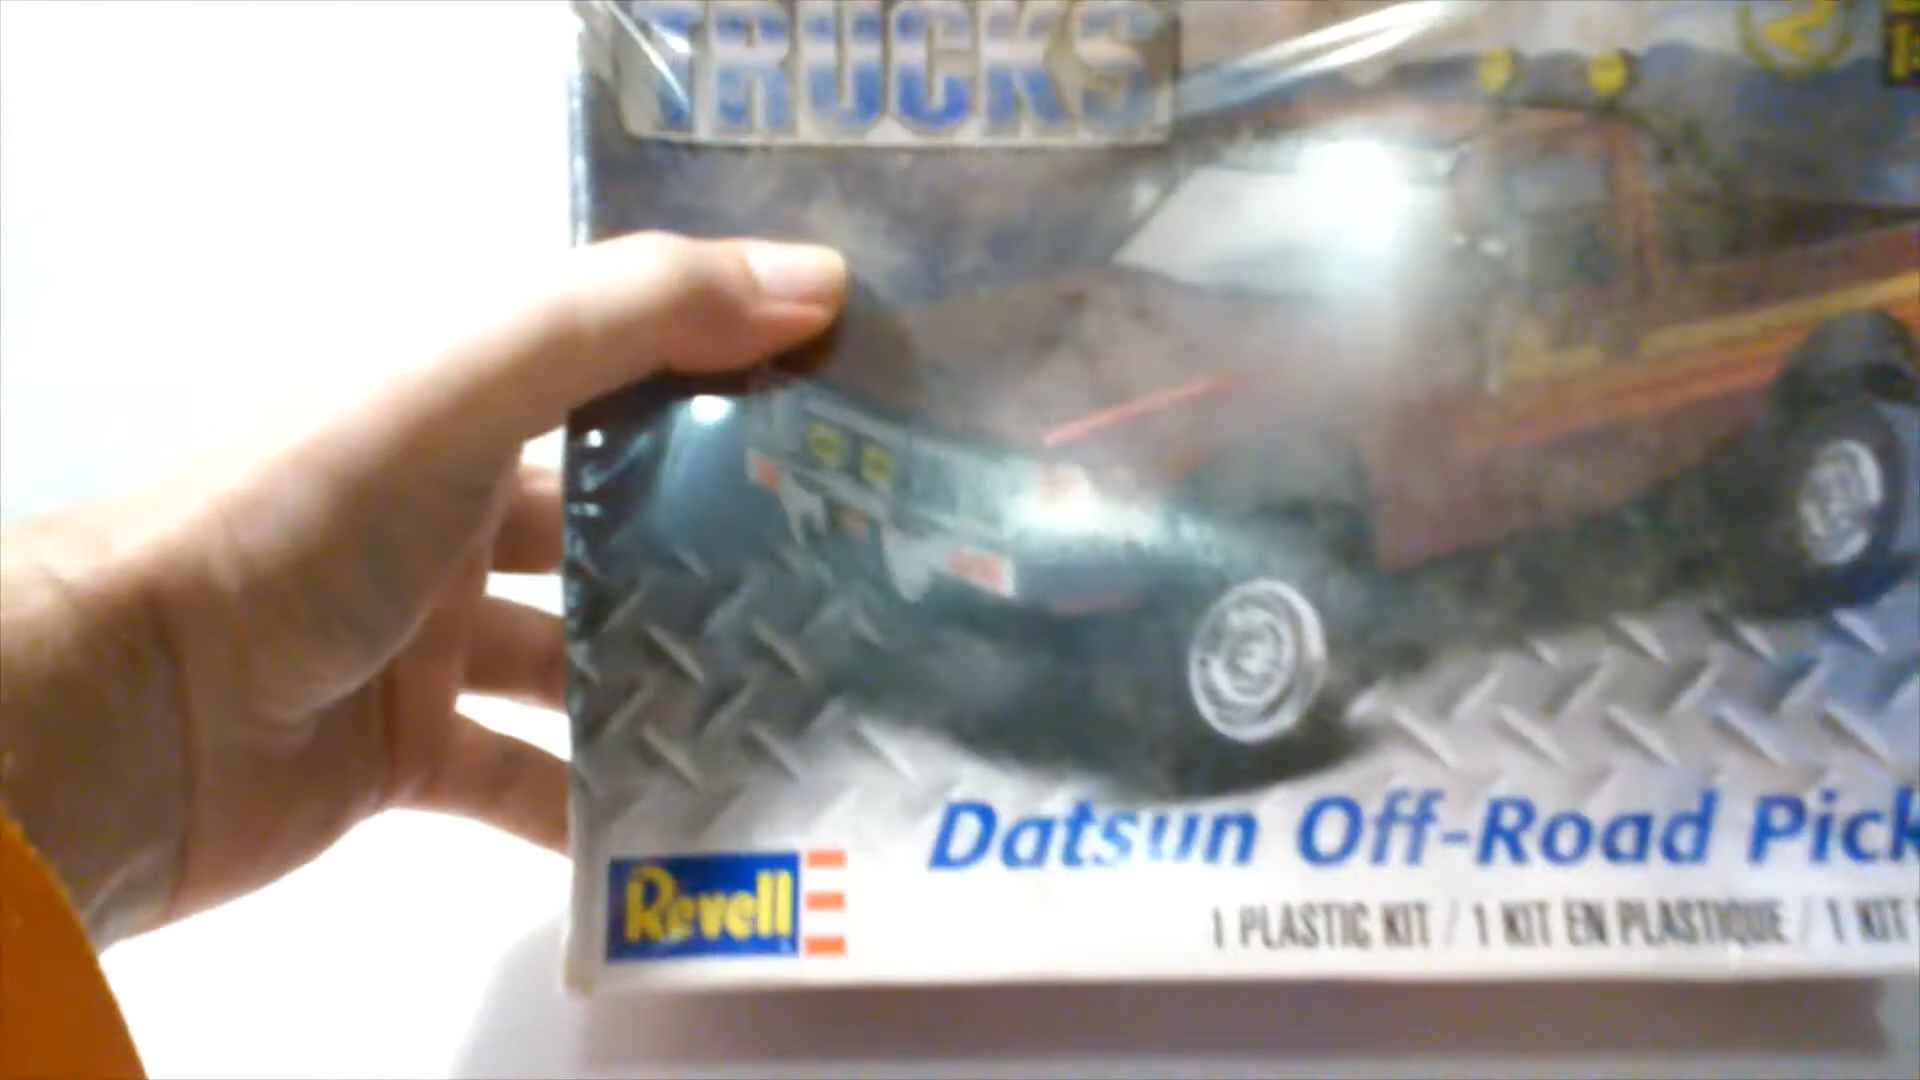 TRUCKS
Datsun Off-Road Pick
Revell
1 PLASTIC KIT / 1 KIT EN PLASTIQUE / 1 KIT